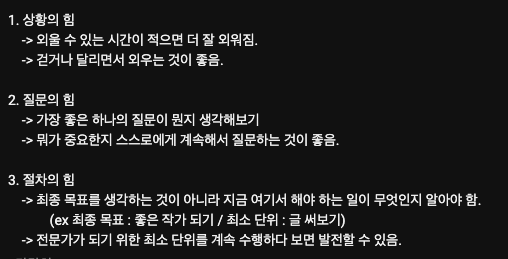 1. 상황의 힘
-> 외울 수 있는 시간이 적으면 더 잘 외워짐.
-> 걷거나 달리면서 외우는 것이 좋음.
2. 질문의 힘
-> 가장 좋은 하나의 질문이 뭔지 생각해보기
-> 뭐가 중요한지 스스로에게 계속해서 질문하는 것이 좋음.
3. 절차의 힘
-> 최종 목표를 생각하는 것이 아니라 지금 여기서 해야 하는 일이 무엇인지 알아야 함.
(ex 최종 목표 : 좋은 작가 되기 / 최소 단위 : 글 써보기)
-> 전문가가 되기 위한 최소 단위를 계속 수행하다 보면 발전할 수 있음.